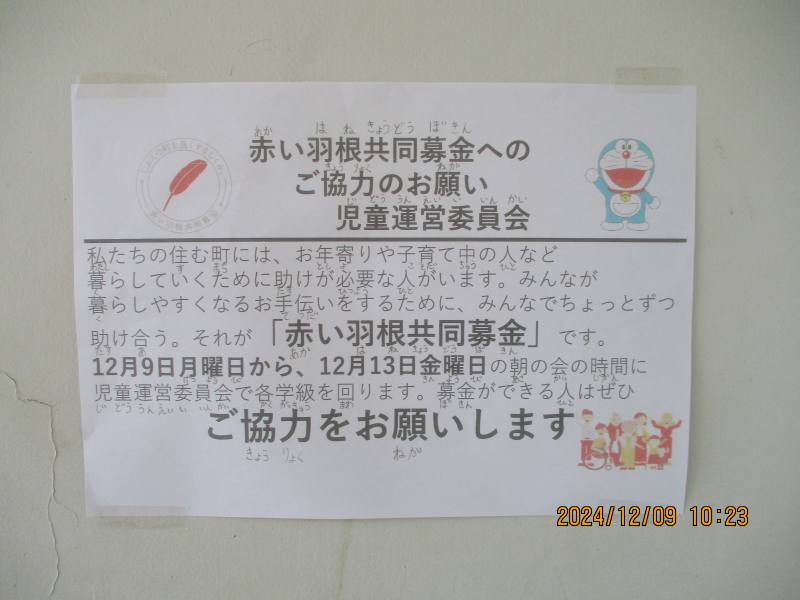 赤い羽根共同募金への
ご協力のお願い
児童運営委員会
私たちの住む町には、お年寄りや子育て中の人など
暮らしていくために助けが必要な人がいます。みんなが
暮らしやすくなるお手伝いをするために、みんなでちょっとずつ
助け合う。それが「赤い羽根共同募金」です。
12月9日月曜日から、12月13日金曜日の朝の会の時間に
児童運営委員会で各学級を回ります。募金ができる人はぜひ
ご協力をお願いします
2024/12/09 10:23